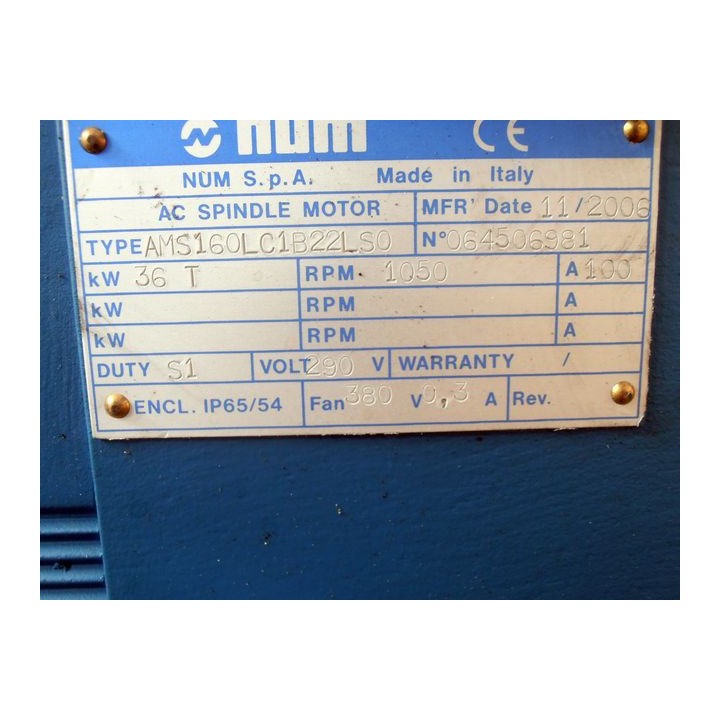 num CE
NUM S.p.A. Made in Italy
AC SPINDLE MOTOR MFR' Date 11/2006
TYPE AMS160LC1B22LS0 N° 064506981
kW 36 T RPM 1050 A 100
kW RPM A
kW RPM A
DUTY S1 VOLT 290 V WARRANTY /
ENCL. IP65/54 Fan 380 V 0,3 A Rev.